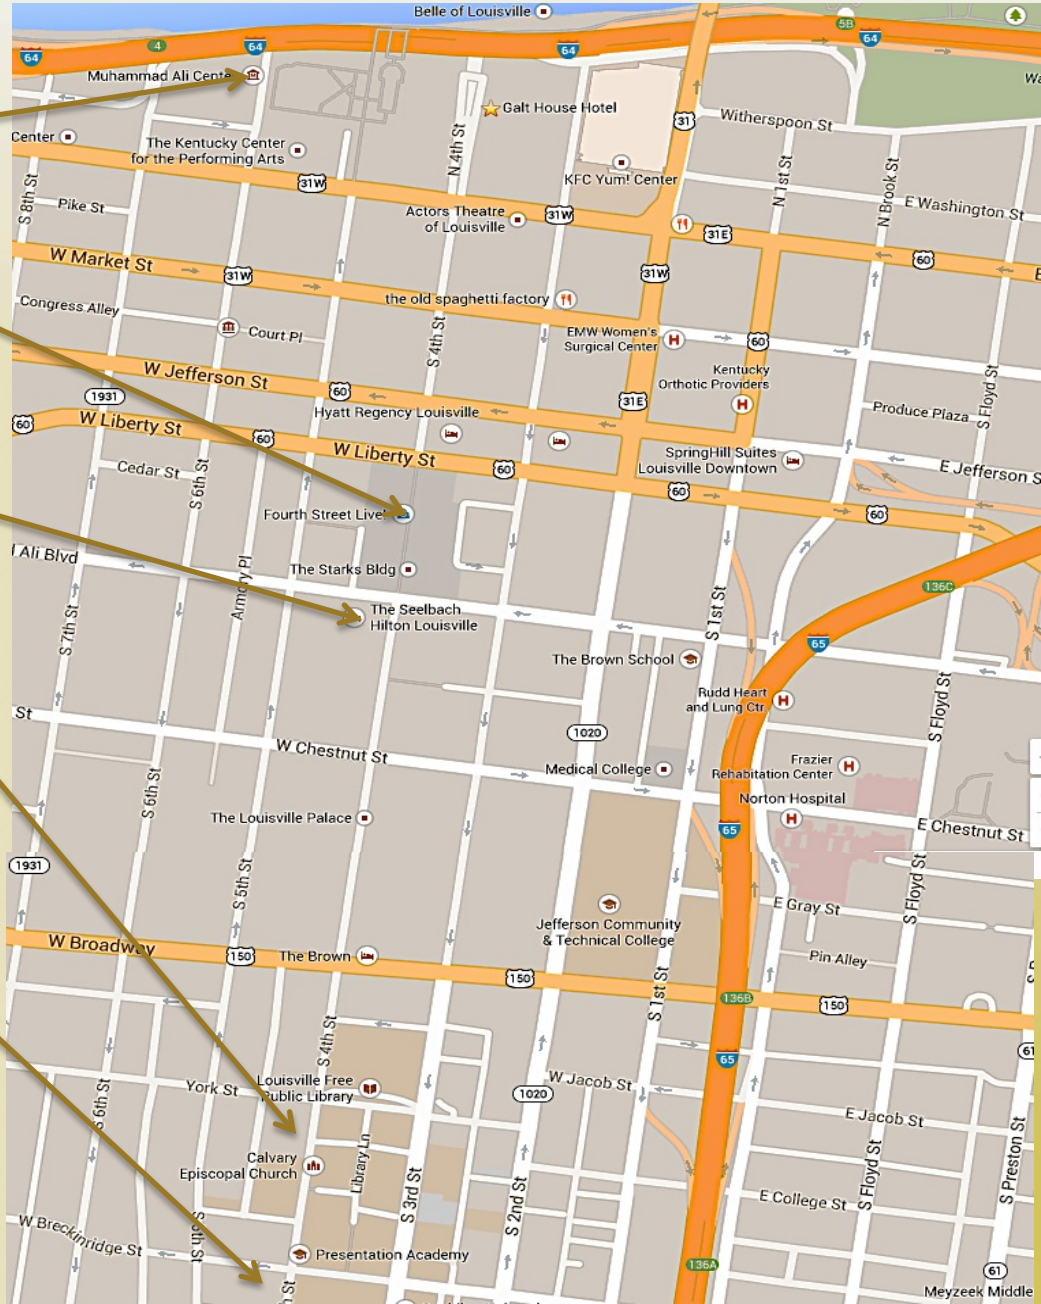 Belle of Louisville
64
4
64
64
5B
64
Muhammad Ali Cente
Galt House Hotel
31
Witherspoon St
Center
The Kentucky Center
for the Performing Arts
N 4th St
KFC Yum! Center
N 1st St
N Brook St
31W
S 8th St
Pike St
Actors Theatre
of Louisville
31W
31E
E Washington St
60
W Market St
31W
31W
Congress Alley
Court Pl
the old spaghetti factory
S 4th St
EMW Women's
Surgical Center
60
W Jefferson St
60
Kentucky
Orthotic Providers
1931
31E
S Floyd St
Hyatt Regency Louisville
Produce Plaza
60
W Liberty St
60
W Liberty St
60
SpringHill Suites
Louisville Downtown
E Jefferson S
Cedar St
S 6th St
60
60
Fourth Street Live!
Ali Blvd
The Starks Bldg
Armory Pl
136C
S 7th St
The Seelbach
Hilton Louisville
S 1st St
65
The Brown School
Rudd Heart
and Lung Ctr
S Floyd St
St
W Chestnut St
1020
Medical College
Frazier
Rehabitation Center
S 6th St
Norton Hospital
The Louisville Palace
65
E Chestnut St
1931
S 5th St
S Floyd St
E Gray St
Jefferson Community
& Technical College
W Broadway
150
The Brown
150
Pin Alley
S 1st St
136B
150
S 4th St
65
61
York St
Louisville Free
Public Library
1020
W Jacob St
S 6th St
E Jacob St
Calvary
Episcopal Church
Library Ln
S 3rd St
S 2nd St
S Floyd St
S Preston St
E College St
W Breckinridge St
S 5th St
Presentation Academy
136A
61
St
Meyzeek Middle